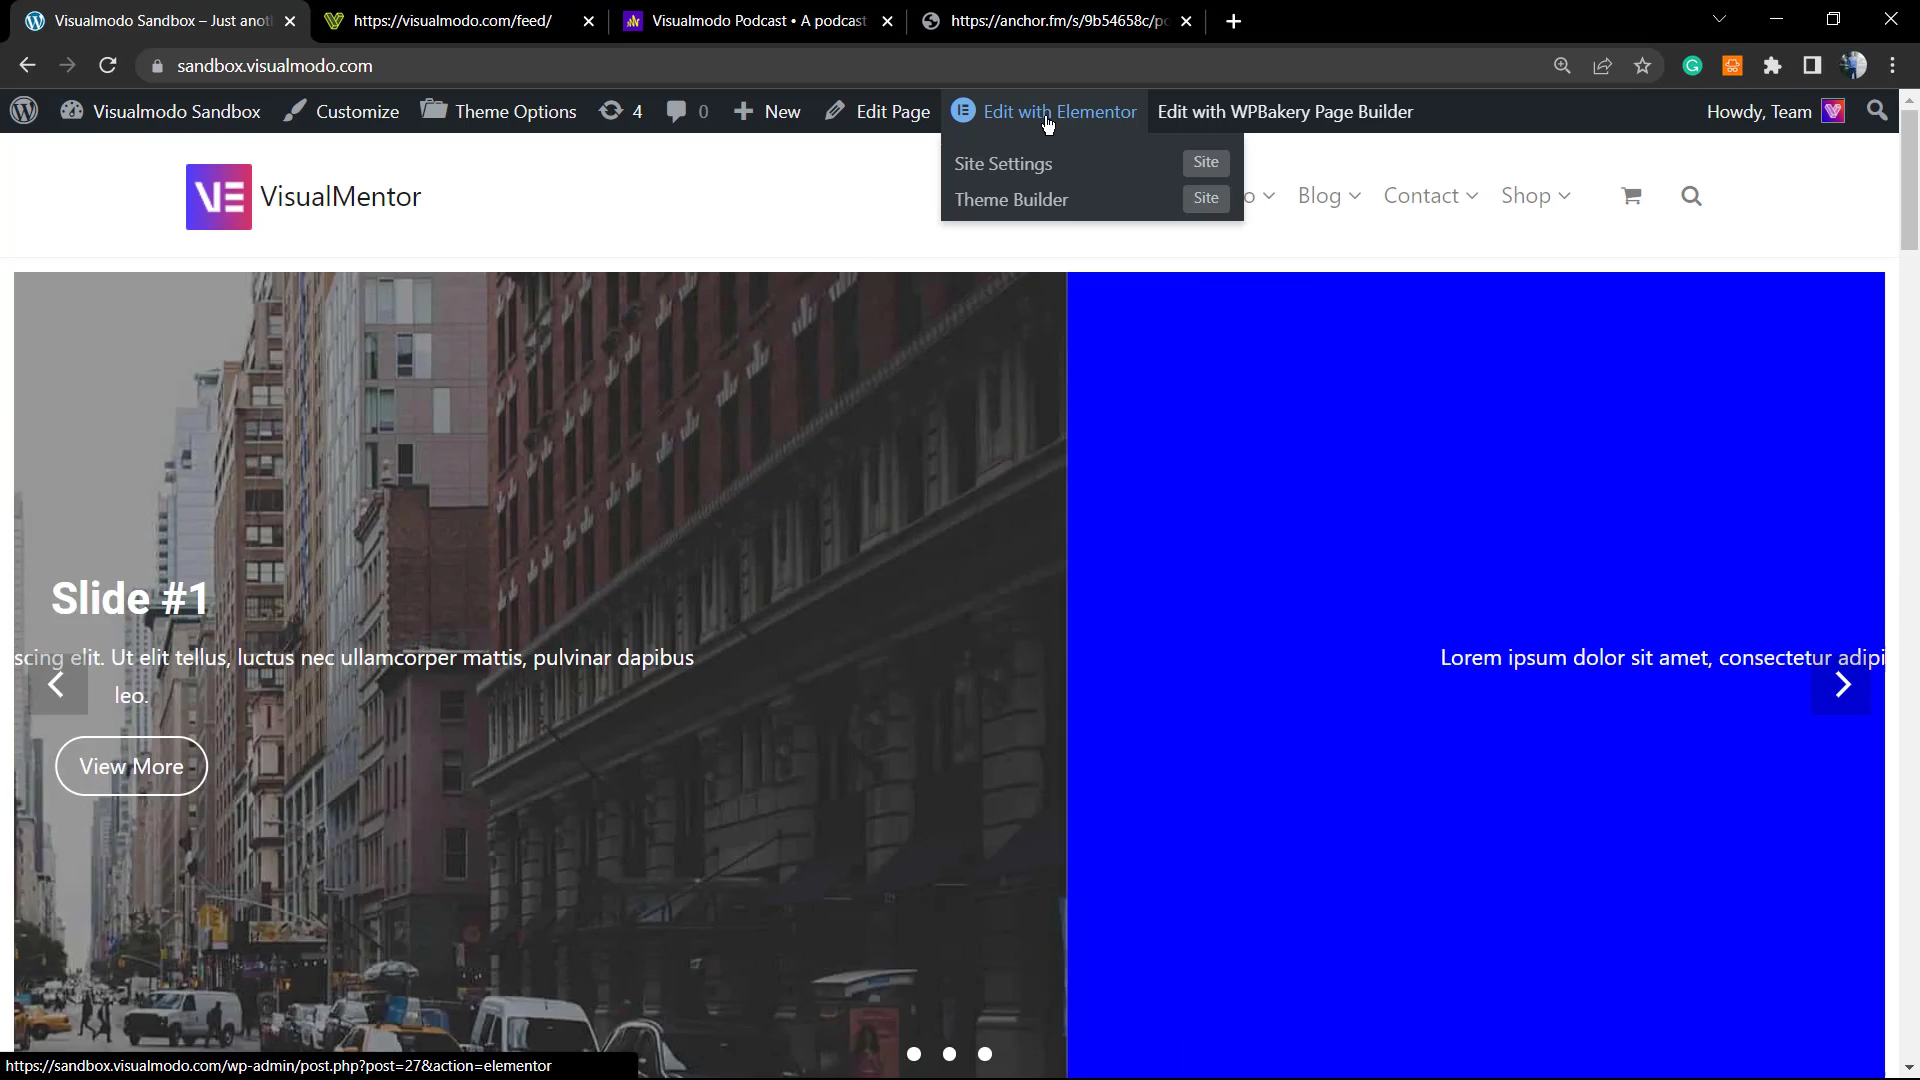 Visualmodo Sandbox – Just anot
https://visualmodo.com/feed/
Visualmodo Podcast • A podcast
https://anchor.fm/s/9b54658c/po
sandbox.visualmodo.com
Visualmodo Sandbox
Customize
Theme Options
4
0
New
Edit Page
Edit with Elementor
Edit with WPBakery Page Builder
Howdy, Team
Site Settings
Site
Theme Builder
Site
VE VisualMentor
o
Blog
Contact
Shop
Slide #1
scing elit. Ut elit tellus, luctus nec ullamcorper mattis, pulvinar dapibus
leo.
Lorem ipsum dolor sit amet, consectetur adipi
View More
https://sandbox.visualmodo.com/wp-admin/post.php?post=27&action=elementor